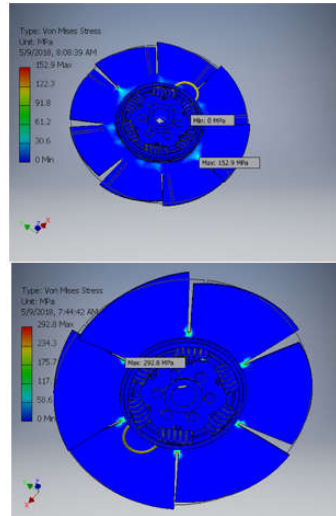 Type: Von Mises Stress
Unit: MPa
5/9/2018, 8:08:39 AM
152.9 Max
122.3
91.8
61.2
30.6
0 Min
Min: 0 MPa
Max: 152.9 MPa
Type: Von Mises Stress
Unit: MPa
5/9/2018, 7:44:42 AM
292.8 Max
234.3
175.7
117.
58.6
0 Min
Max: 292.8 MPa